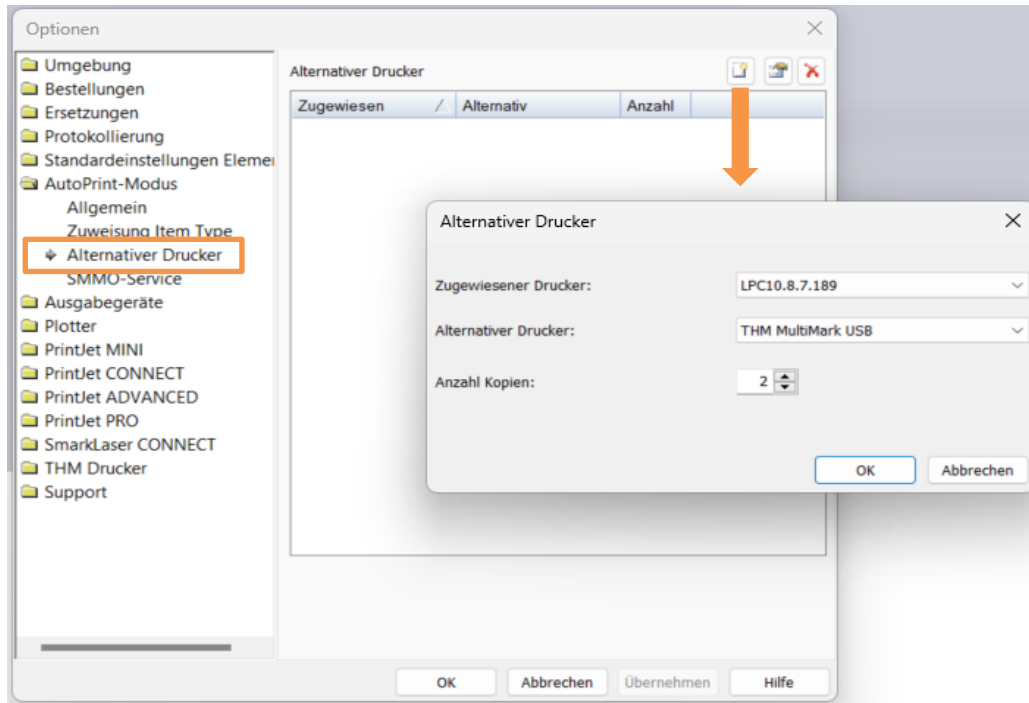 Optionen
Umgebung
Bestellungen
Ersetzungen
Protokollierung
Standardeinstellungen Elemen
AutoPrint-Modus
Allgemein
Zuweisung Item Type
Alternativer Drucker
SMMO-Service
Ausgabegeräte
Plotter
PrintJet MINI
PrintJet CONNECT
PrintJet ADVANCED
PrintJet PRO
SmarkLaser CONNECT
THM Drucker
Support
Alternativer Drucker
Zugewiesen Alternativ Anzahl
Alternativer Drucker
Zugewiesener Drucker: LPC10.8.7.189
Alternativer Drucker: THM MultiMark USB
Anzahl Kopien: 2
OK Abbrechen
OK Abbrechen Übernehmen Hilfe